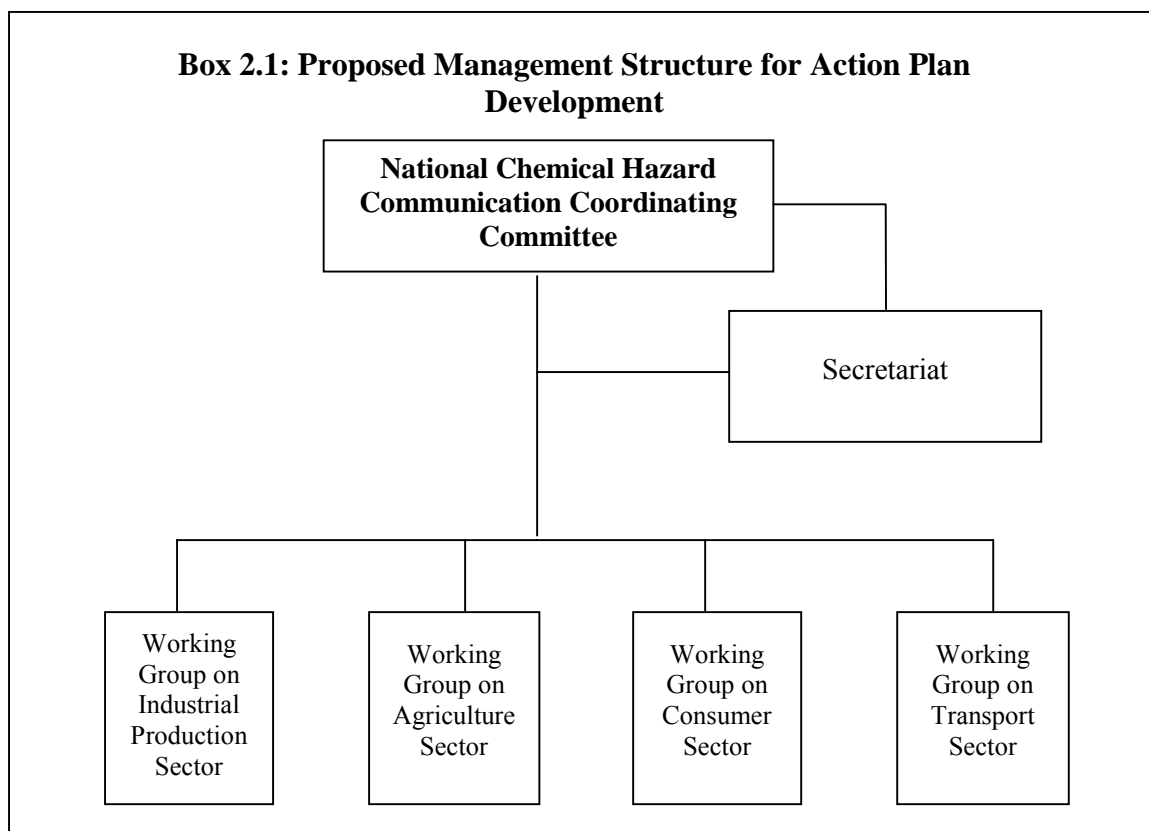 Box 2.1: Proposed Management Structure for Action Plan
Development
National Chemical Hazard
Communication Coordinating
Committee
Secretariat
Working
Group on
Industrial
Production
Sector
Working
Group on
Agriculture
Sector
Working
Group on
Consumer
Sector
Working
Group on
Transport
Sector